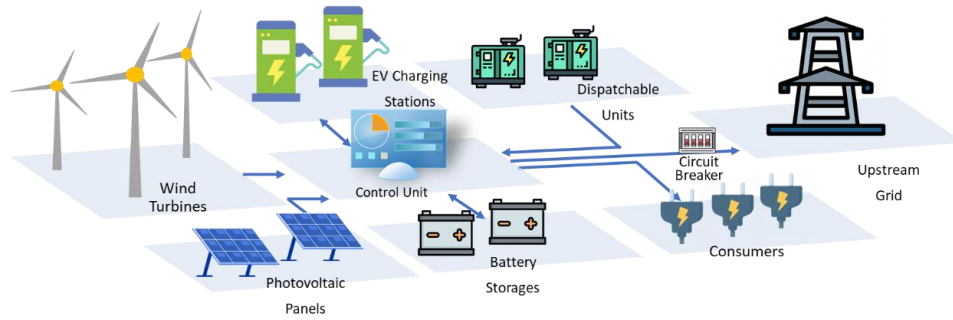 EV Charging
Stations
Dispatchable
Units
Circuit
Breaker
Upstream
Grid
Control Unit
Wind
Turbines
Consumers
Battery
Storages
Photovoltaic
Panels